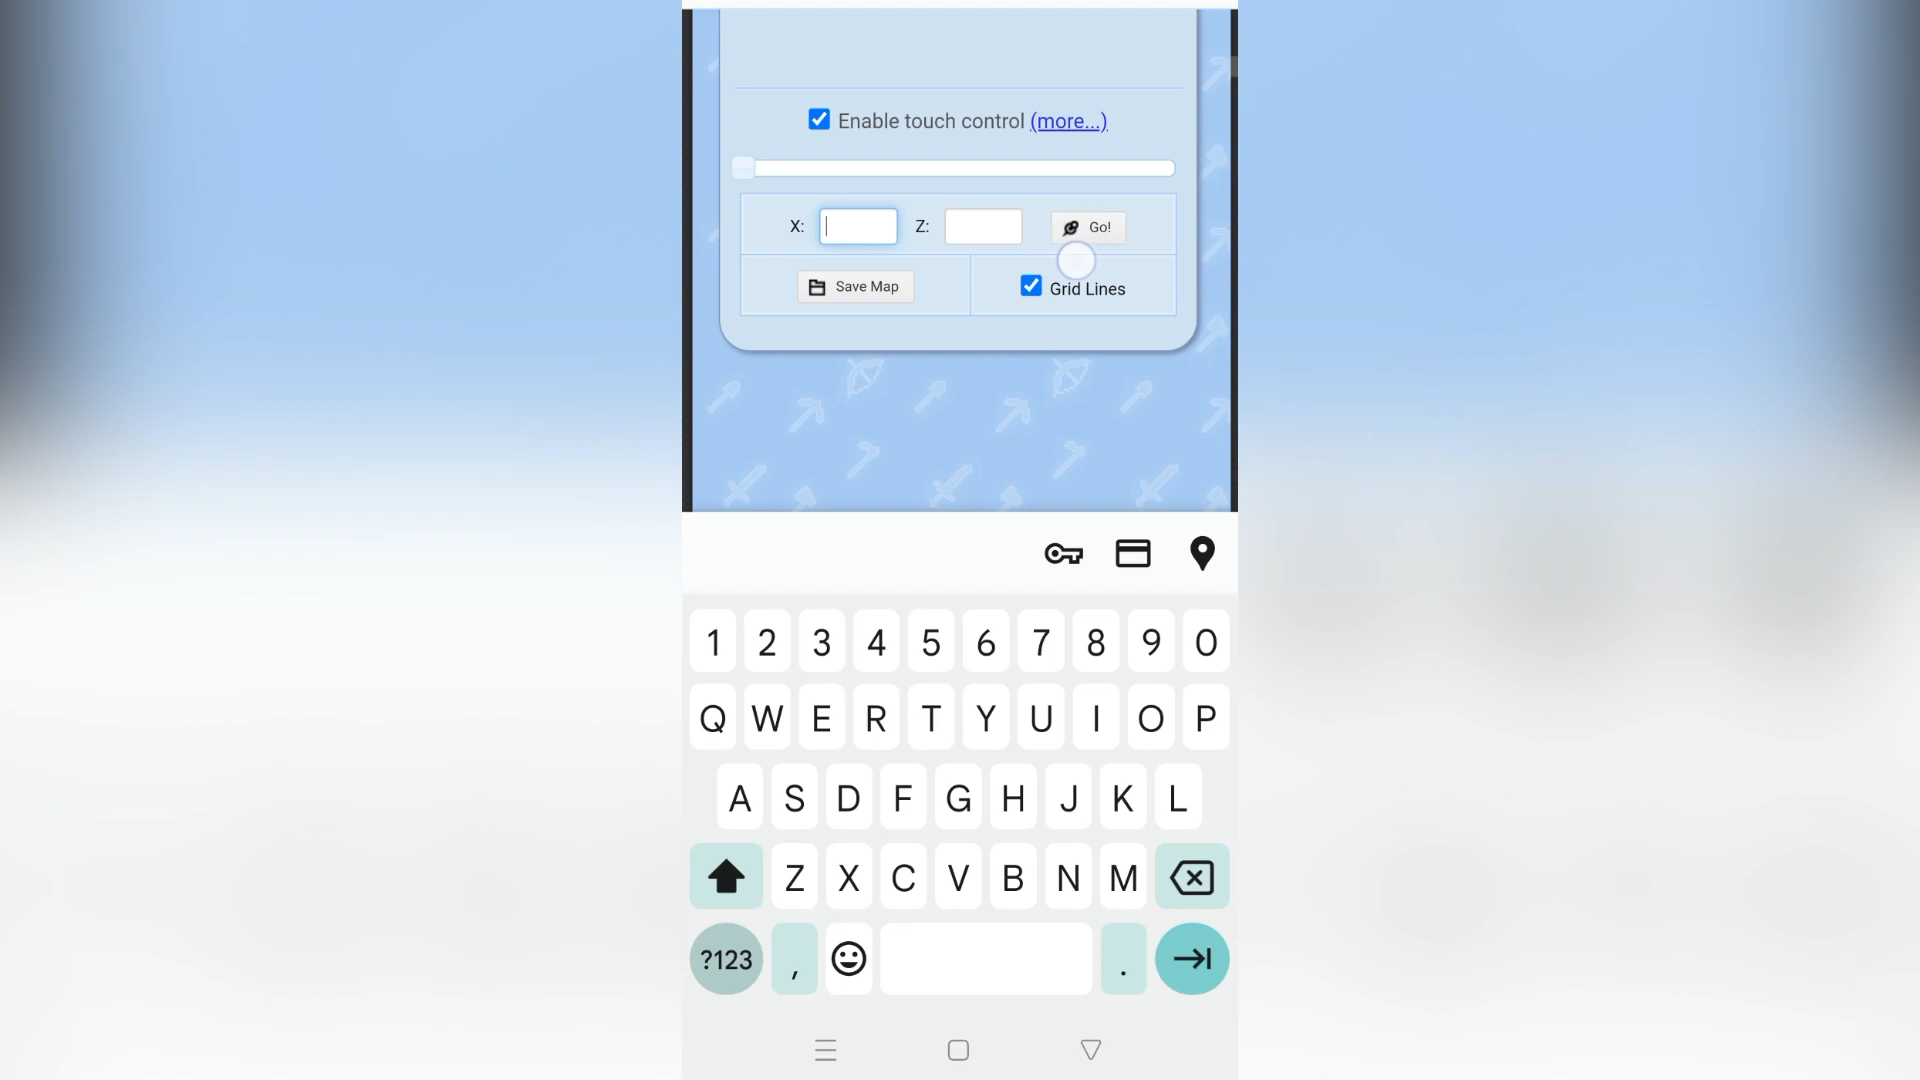 Enable touch control (more...)
X: Z: Go!
Save Map Grid Lines
1 2 3 4 5 6 7 8 9 0
Q W E R T Y U I O P
A S D F G H J K L
Z X C V B N M
?123 , .